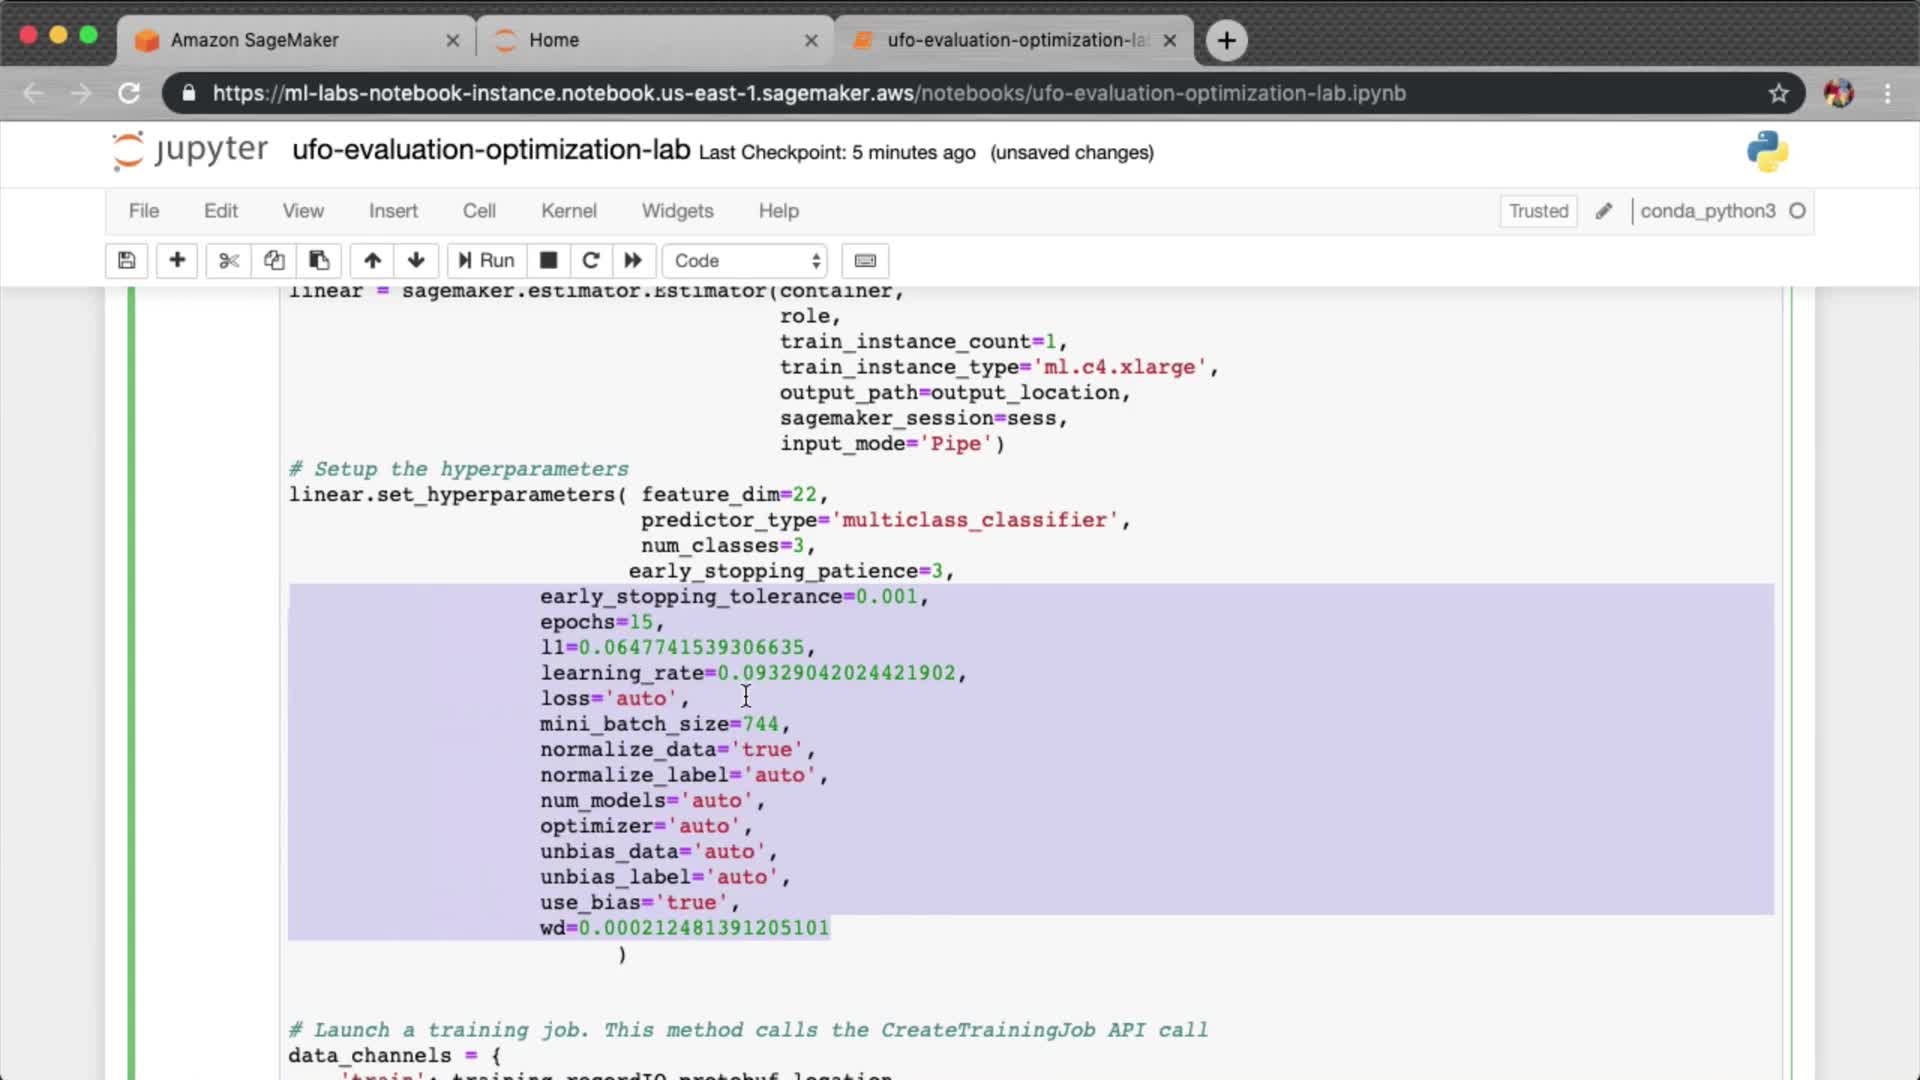 Amazon SageMaker
Home
ufo-evaluation-optimization-la
https://ml-labs-notebook-instance.notebook.us-east-1.sagemaker.aws/notebooks/ufo-evaluation-optimization-lab.ipynb
jupyter ufo-evaluation-optimization-lab Last Checkpoint: 5 minutes ago (unsaved changes)
File Edit View Insert Cell Kernel Widgets Help Trusted conda_python3
Run Code
linear = sagemaker.estimator.Estimator(container,
role,
train_instance_count=1,
train_instance_type='ml.c4.xlarge',
output_path=output_location,
sagemaker_session=sess,
input_mode='Pipe')
# Setup the hyperparameters
linear.set_hyperparameters( feature_dim=22,
predictor_type='multiclass_classifier',
num_classes=3,
early_stopping_patience=3,
early_stopping_tolerance=0.001,
epochs=15,
l1=0.0647741539306635,
learning_rate=0.09329042024421902,
loss='auto',
mini_batch_size=744,
normalize_data='true',
normalize_label='auto',
num_models='auto',
optimizer='auto',
unbias_data='auto',
unbias_label='auto',
use_bias='true',
wd=0.000212481391205101
)
# Launch a training job. This method calls the CreateTrainingJob API call
data_channels = {
'train': training_recordIO_protobuf_location